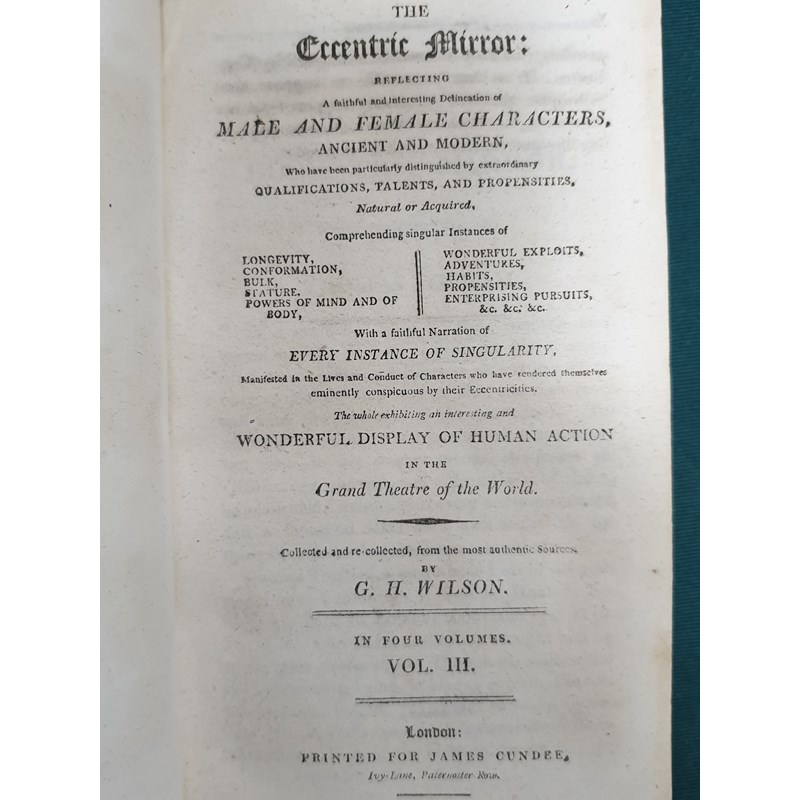 THE
Eccentric Mirror:
REFLECTING
A faithful and interesting Delineation of
MALE AND FEMALE CHARACTERS,
ANCIENT AND MODERN,
Who have been particularly distinguished by extraordinary
QUALIFICATIONS, TALENTS, AND PROPENSITIES,
Natural or Acquired,
Comprehending singular Instances of
LONGEVITY,
CONFORMATION,
BULK,
STATURE,
POWERS OF MIND AND OF
BODY,
WONDERFUL EXPLOITS,
ADVENTURES,
HABITS,
PROPENSITIES,
ENTERPRISING PURSUITS,
&c. &c. &c.
With a faithful Narration of
EVERY INSTANCE OF SINGULARITY,
Manifested in the Lives and Conduct of Characters who have rendered themselves
eminently conspicuous by their Eccentricities.
The whole exhibiting an interesting and
WONDERFUL DISPLAY OF HUMAN ACTION
IN THE
Grand Theatre of the World.
Collected and re-collected, from the most authentic Sources,
BY
G. H. WILSON.
IN FOUR VOLUMES.
VOL. III.
London:
PRINTED FOR JAMES CUNDEE,
Ivy-Lane, Paternoster-Row.